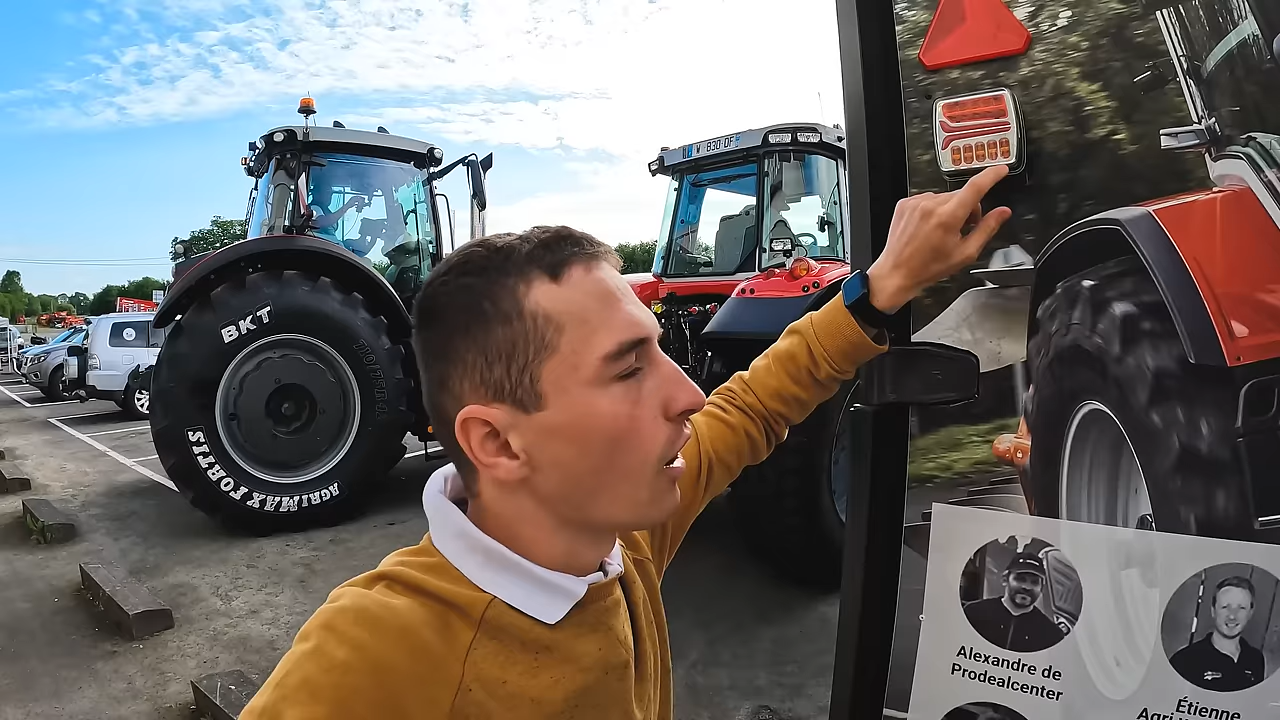 W 830-DF
BKT
710/75R42
AGRIMAX FORTIS
Alexandre de
Prodealcenter
Étienne